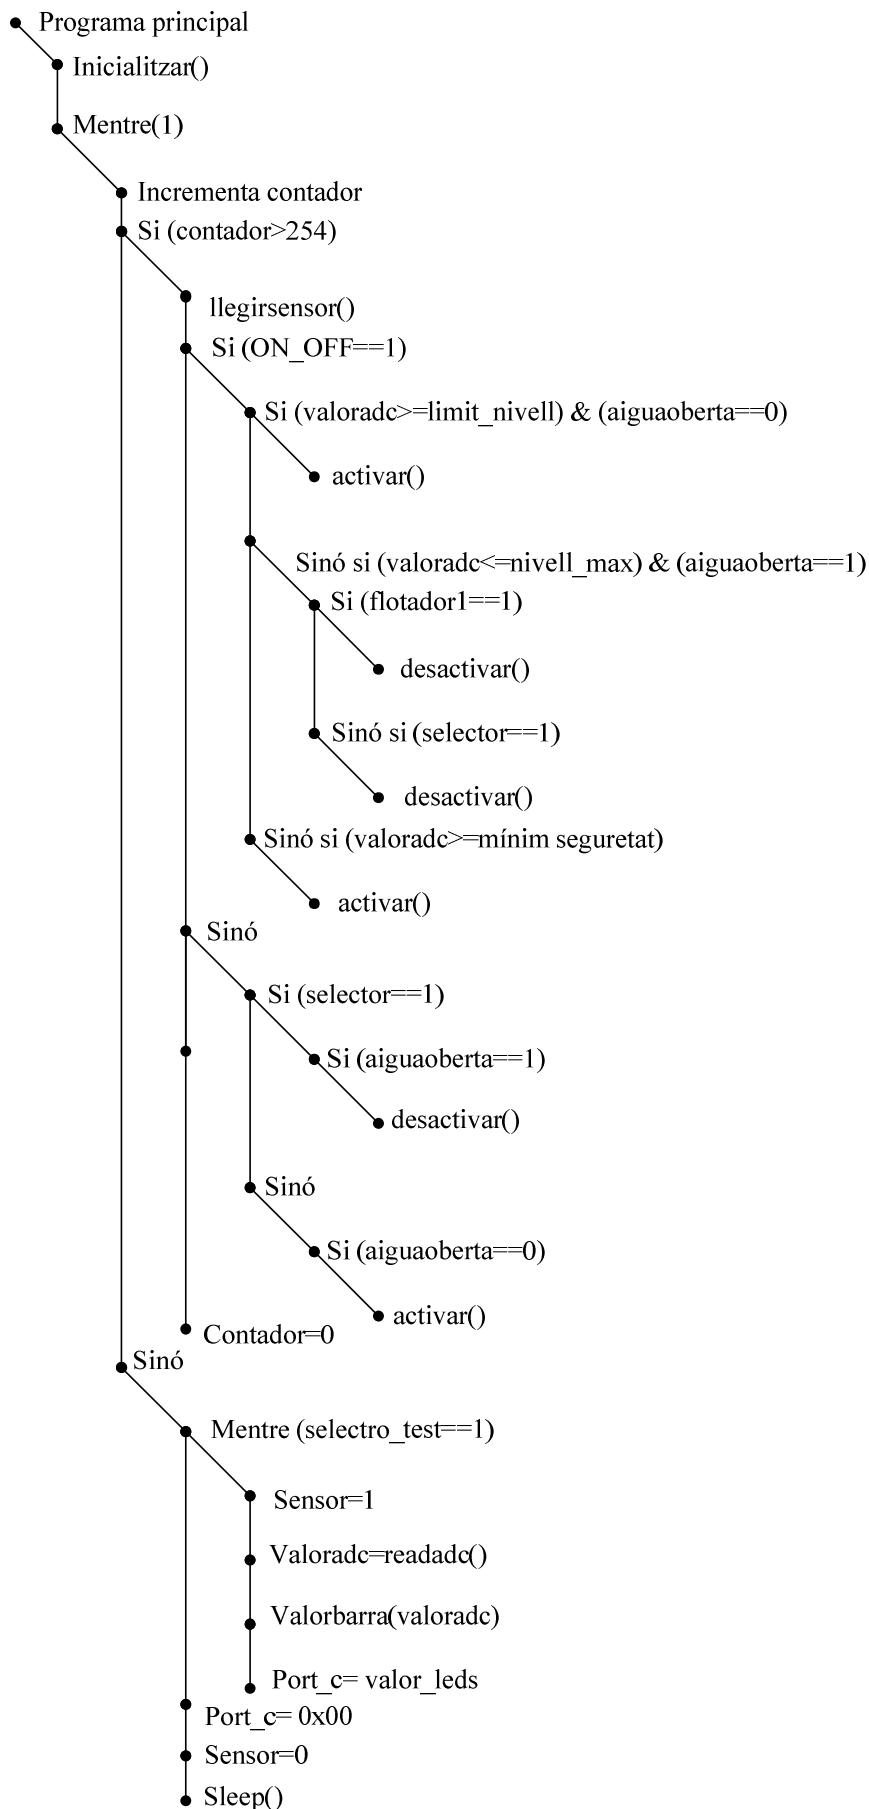 Programa principal
Inicialitzar()
Mentre(1)
Incrementa contador
Si (contador>254)
llegirsensor()
Si (ON_OFF==1)
Si (valoradc>=limit_nivell) & (aiguaoberta==0)
activar()
Sinó si (valoradc<=nivell_max) & (aiguaoberta==1)
Si (flotador1==1)
desactivar()
Sinó si (selector==1)
desactivar()
Sinó si (valoradc>=mínim seguretat)
activar()
Sinó
Si (selector==1)
Si (aiguaoberta==1)
desactivar()
Sinó
Si (aiguaoberta==0)
activar()
Contador=0
Sinó
Mentre (selectro_test==1)
Sensor=1
Valoradc=readadc()
Valorbarra(valoradc)
Port_c= valor_leds
Port_c= 0x00
Sensor=0
Sleep()